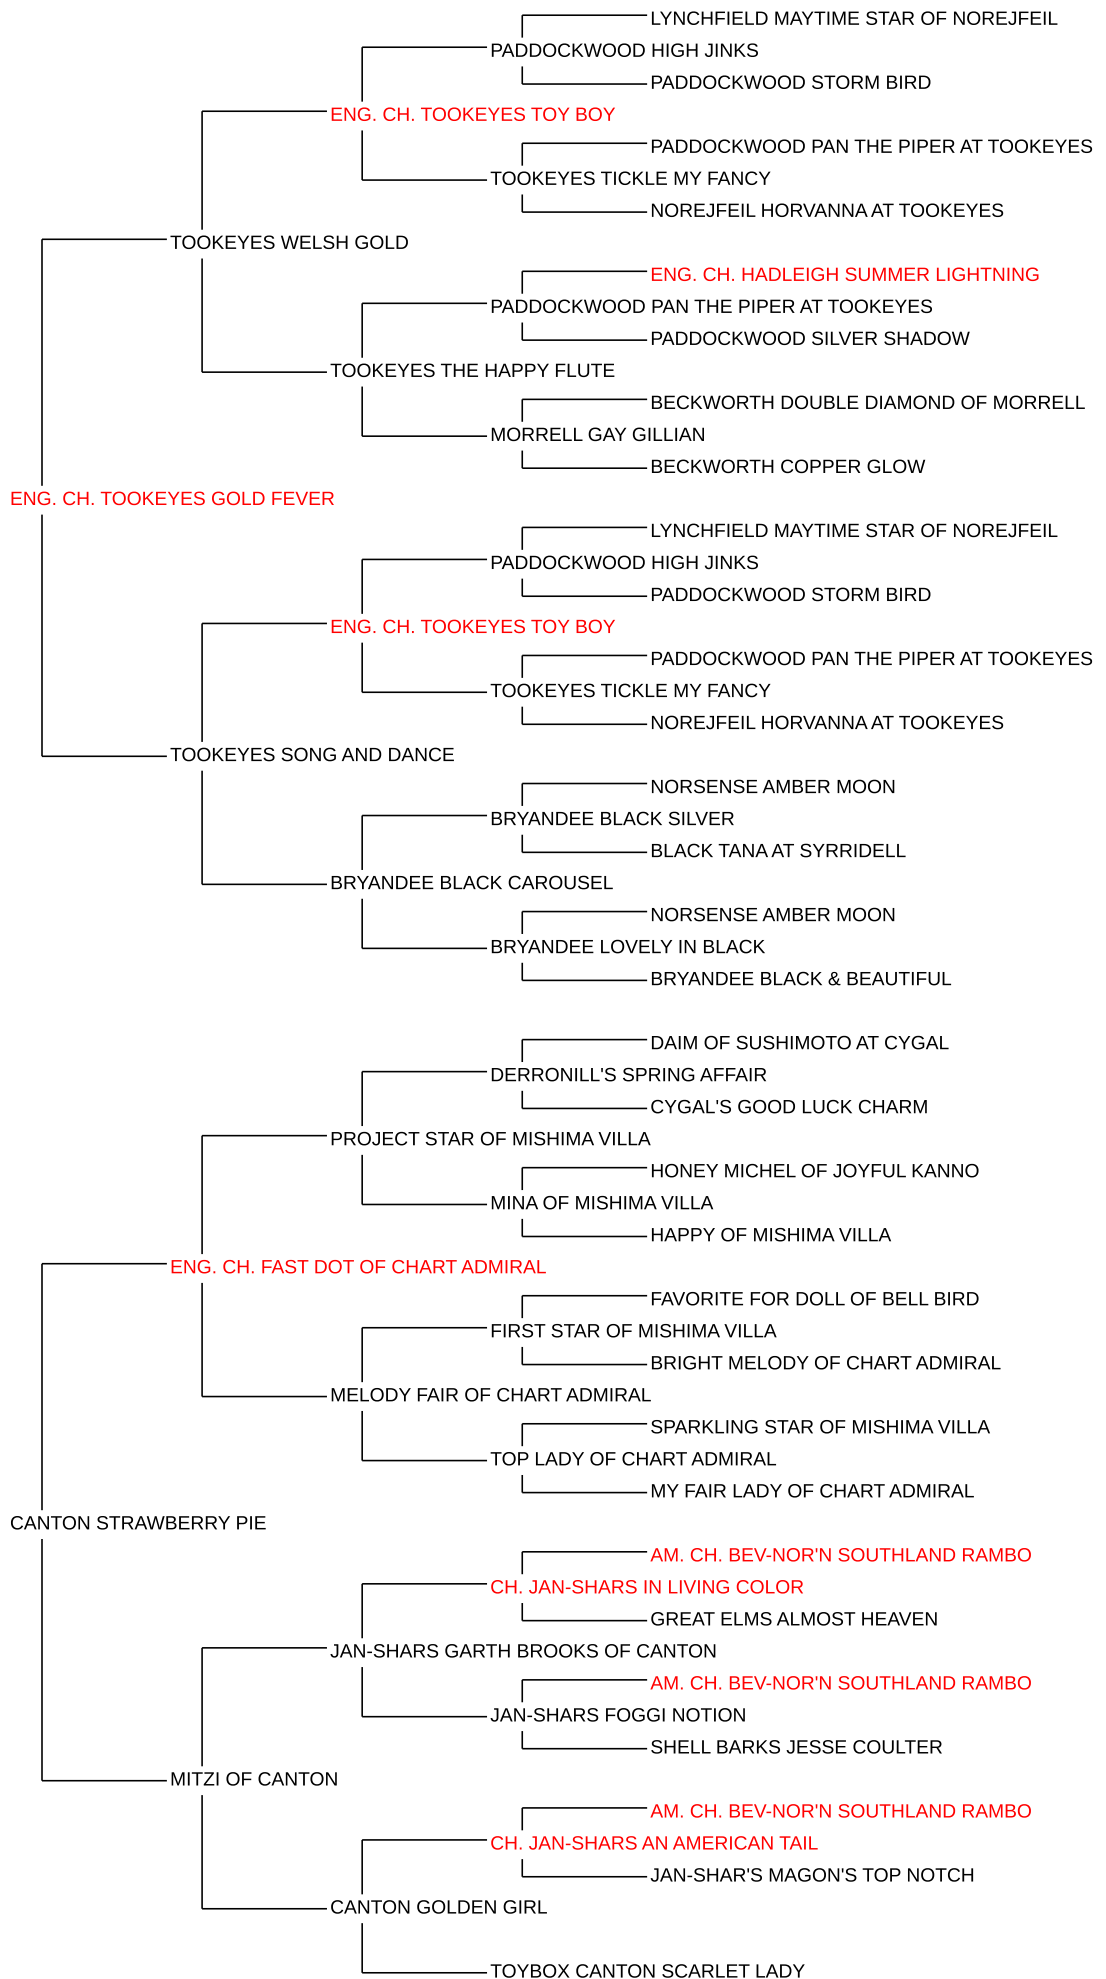 LYNCHFIELD MAYTIME STAR OF NOREJFEIL
PADDOCKWOOD HIGH JINKS
PADDOCKWOOD STORM BIRD
ENG. CH. TOOKEYES TOY BOY
PADDOCKWOOD PAN THE PIPER AT TOOKEYES
TOOKEYES TICKLE MY FANCY
NOREJFEIL HORVANNA AT TOOKEYES
TOOKEYES WELSH GOLD
ENG. CH. HADLEIGH SUMMER LIGHTNING
PADDOCKWOOD PAN THE PIPER AT TOOKEYES
PADDOCKWOOD SILVER SHADOW
TOOKEYES THE HAPPY FLUTE
BECKWORTH DOUBLE DIAMOND OF MORRELL
MORRELL GAY GILLIAN
BECKWORTH COPPER GLOW
ENG. CH. TOOKEYES GOLD FEVER
LYNCHFIELD MAYTIME STAR OF NOREJFEIL
PADDOCKWOOD HIGH JINKS
PADDOCKWOOD STORM BIRD
ENG. CH. TOOKEYES TOY BOY
PADDOCKWOOD PAN THE PIPER AT TOOKEYES
TOOKEYES TICKLE MY FANCY
NOREJFEIL HORVANNA AT TOOKEYES
TOOKEYES SONG AND DANCE
NORSENSE AMBER MOON
BRYANDEE BLACK SILVER
BLACK TANA AT SYRRIDELL
BRYANDEE BLACK CAROUSEL
NORSENSE AMBER MOON
BRYANDEE LOVELY IN BLACK
BRYANDEE BLACK & BEAUTIFUL
DAIM OF SUSHIMOTO AT CYGAL
DERRONILL'S SPRING AFFAIR
CYGAL'S GOOD LUCK CHARM
PROJECT STAR OF MISHIMA VILLA
HONEY MICHEL OF JOYFUL KANNO
MINA OF MISHIMA VILLA
HAPPY OF MISHIMA VILLA
ENG. CH. FAST DOT OF CHART ADMIRAL
FAVORITE FOR DOLL OF BELL BIRD
FIRST STAR OF MISHIMA VILLA
BRIGHT MELODY OF CHART ADMIRAL
MELODY FAIR OF CHART ADMIRAL
SPARKLING STAR OF MISHIMA VILLA
TOP LADY OF CHART ADMIRAL
MY FAIR LADY OF CHART ADMIRAL
CANTON STRAWBERRY PIE
AM. CH. BEV-NOR'N SOUTHLAND RAMBO
CH. JAN-SHARS IN LIVING COLOR
GREAT ELMS ALMOST HEAVEN
JAN-SHARS GARTH BROOKS OF CANTON
AM. CH. BEV-NOR'N SOUTHLAND RAMBO
JAN-SHARS FOGGI NOTION
SHELL BARKS JESSE COULTER
MITZI OF CANTON
AM. CH. BEV-NOR'N SOUTHLAND RAMBO
CH. JAN-SHARS AN AMERICAN TAIL
JAN-SHAR'S MAGON'S TOP NOTCH
CANTON GOLDEN GIRL
TOYBOX CANTON SCARLET LADY